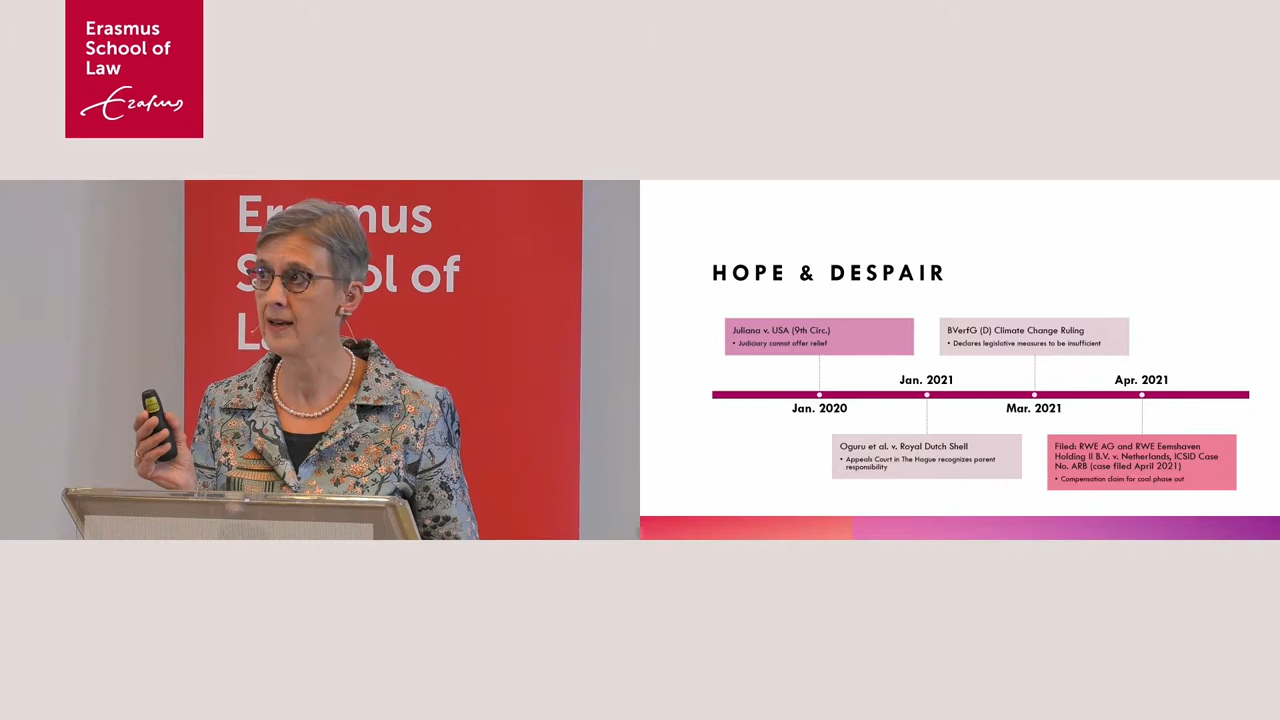 Erasmus
School of
Law
Erasmus
Er mus
S ol of
L
HOPE & DESPAIR
Juliana v. USA (9th Circ.)
• Judiciary cannot offer relief
BVerfG (D) Climate Change Ruling
• Declares legislative measures to be insufficient
Jan. 2021
Apr. 2021
Jan. 2020
Mar. 2021
Oguru et al. v. Royal Dutch Shell
• Appeals Court in The Hague recognizes parent
responsibility
Filed: RWE AG and RWE Eemshaven
Holding II B.V. v. Netherlands, ICSID Case
No. ARB (case filed April 2021)
• Compensation claim for coal phase out